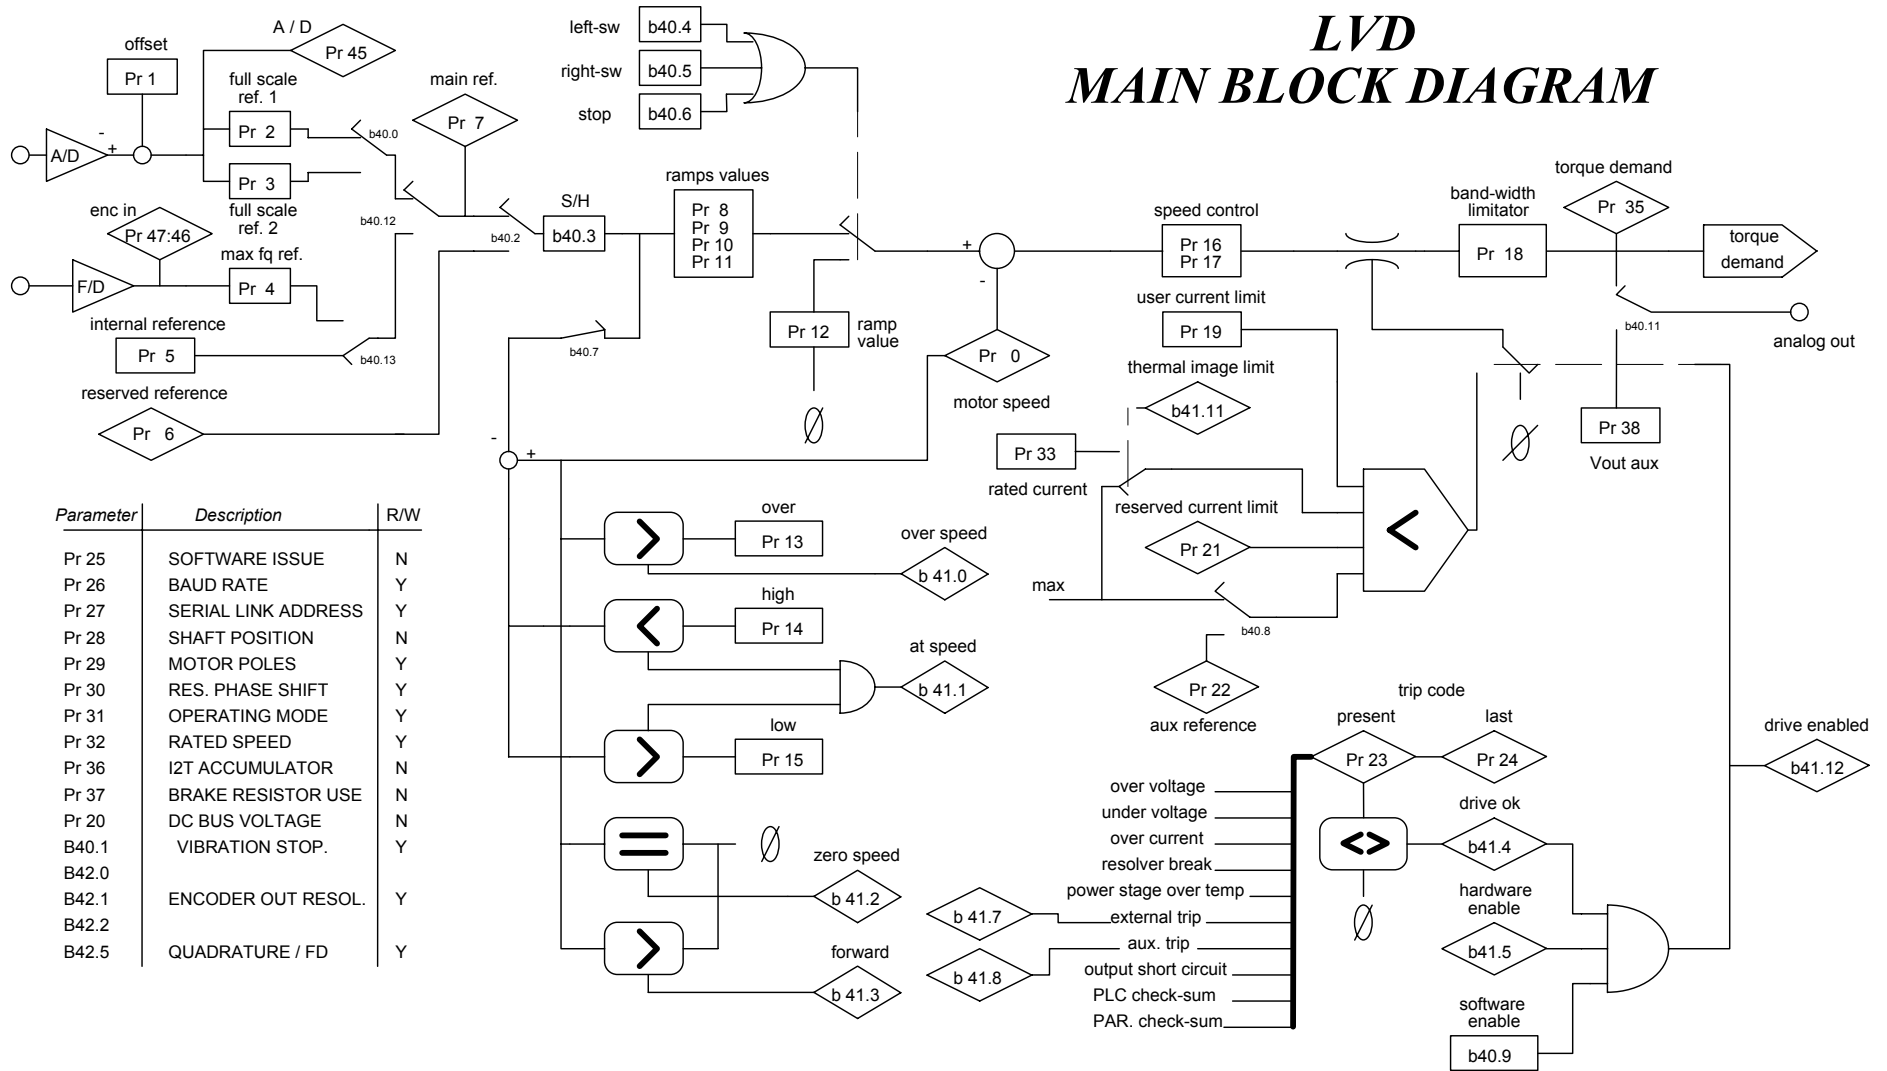 LVD
MAIN BLOCK DIAGRAM
left-sw
b40.4
right-sw
b40.5
stop
b40.6
A / D
Pr 45
offset
Pr 1
full scale
ref. 1
Pr 2
main ref.
Pr 7
b40.0
-
+
A/D
Pr 3
full scale
ref. 2
b40.12
enc in
Pr 47:46
max fq ref.
F/D
Pr 4
internal reference
Pr 5
b40.13
reserved reference
Pr 6
b40.2
S/H
b40.3
b40.7
ramps values
Pr 8
Pr 9
Pr 10
Pr 11
Pr 12
ramp
value
0
+
-
Pr 0
motor speed
speed control
Pr 16
Pr 17
band-width
limitator
Pr 18
torque demand
Pr 35
torque
demand
b40.11
analog out
user current limit
Pr 19
thermal image limit
b41.11
Pr 33
rated current
reserved current limit
Pr 21
max
b40.8
Pr 22
aux reference
<
0
Pr 38
Vout aux
-
+
Parameter Description R/W
Pr 25 SOFTWARE ISSUE N
Pr 26 BAUD RATE Y
Pr 27 SERIAL LINK ADDRESS Y
Pr 28 SHAFT POSITION N
Pr 29 MOTOR POLES Y
Pr 30 RES. PHASE SHIFT Y
Pr 31 OPERATING MODE Y
Pr 32 RATED SPEED Y
Pr 36 I2T ACCUMULATOR N
Pr 37 BRAKE RESISTOR USE N
Pr 20 DC BUS VOLTAGE N
B40.1 VIBRATION STOP. Y
B42.0
B42.1 ENCODER OUT RESOL. Y
B42.2
B42.5 QUADRATURE / FD Y
>
over
Pr 13
over speed
b 41.0
<
high
Pr 14
at speed
b 41.1
>
low
Pr 15
=
0
zero speed
b 41.2
>
forward
b 41.3
trip code
present
Pr 23
last
Pr 24
over voltage
under voltage
over current
resolver break
power stage over temp
external trip
b 41.7
aux. trip
b 41.8
output short circuit
PLC check-sum
PAR. check-sum
<>
0
drive ok
b41.4
hardware
enable
b41.5
software
enable
b40.9
drive enabled
b41.12